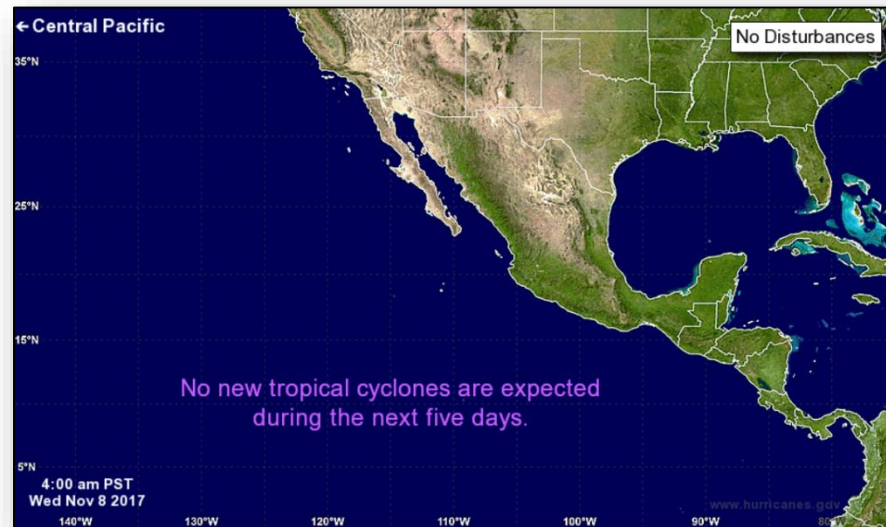 ←Central Pacific
No Disturbances
35°N
25°N
15°N
No new tropical cyclones are expected
during the next five days.
5°N
4:00 am PST
Wed Nov 8 2017
www.hurricanes.gov
140°W 130°W 120°W 110°W 100°W 90°W